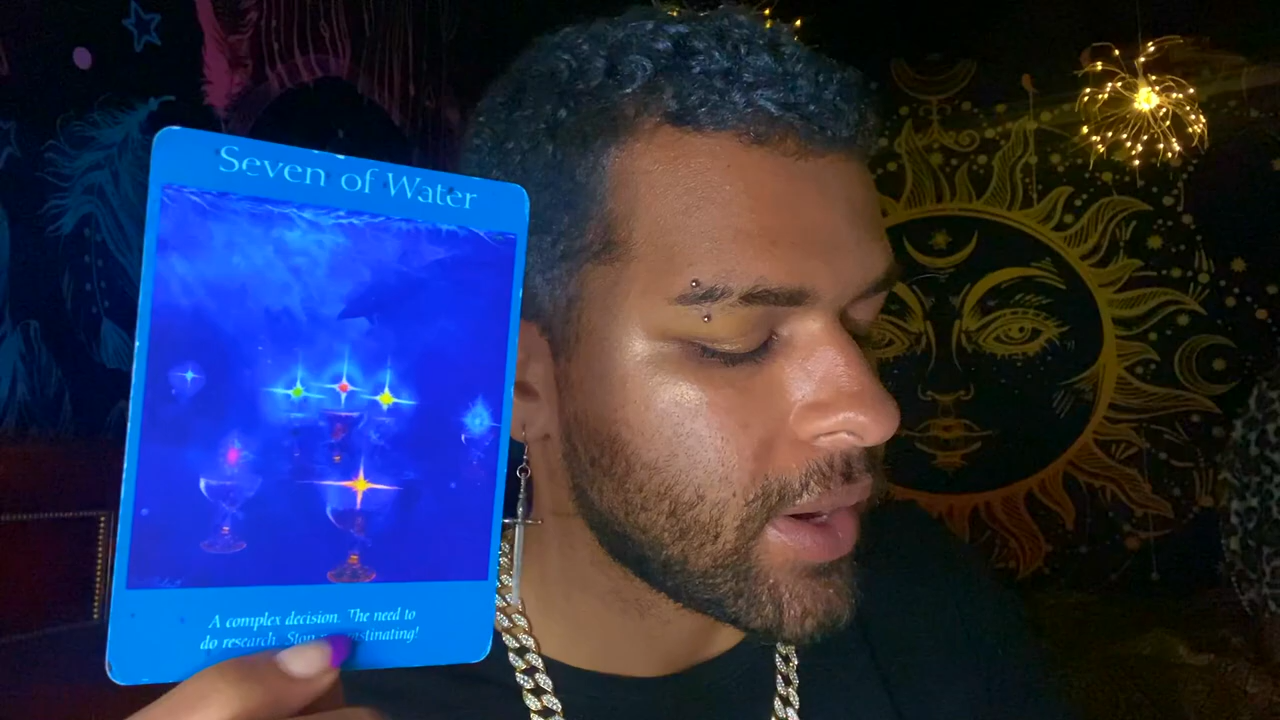 Seven of Water
A complex decision. The need to
do research. Stop